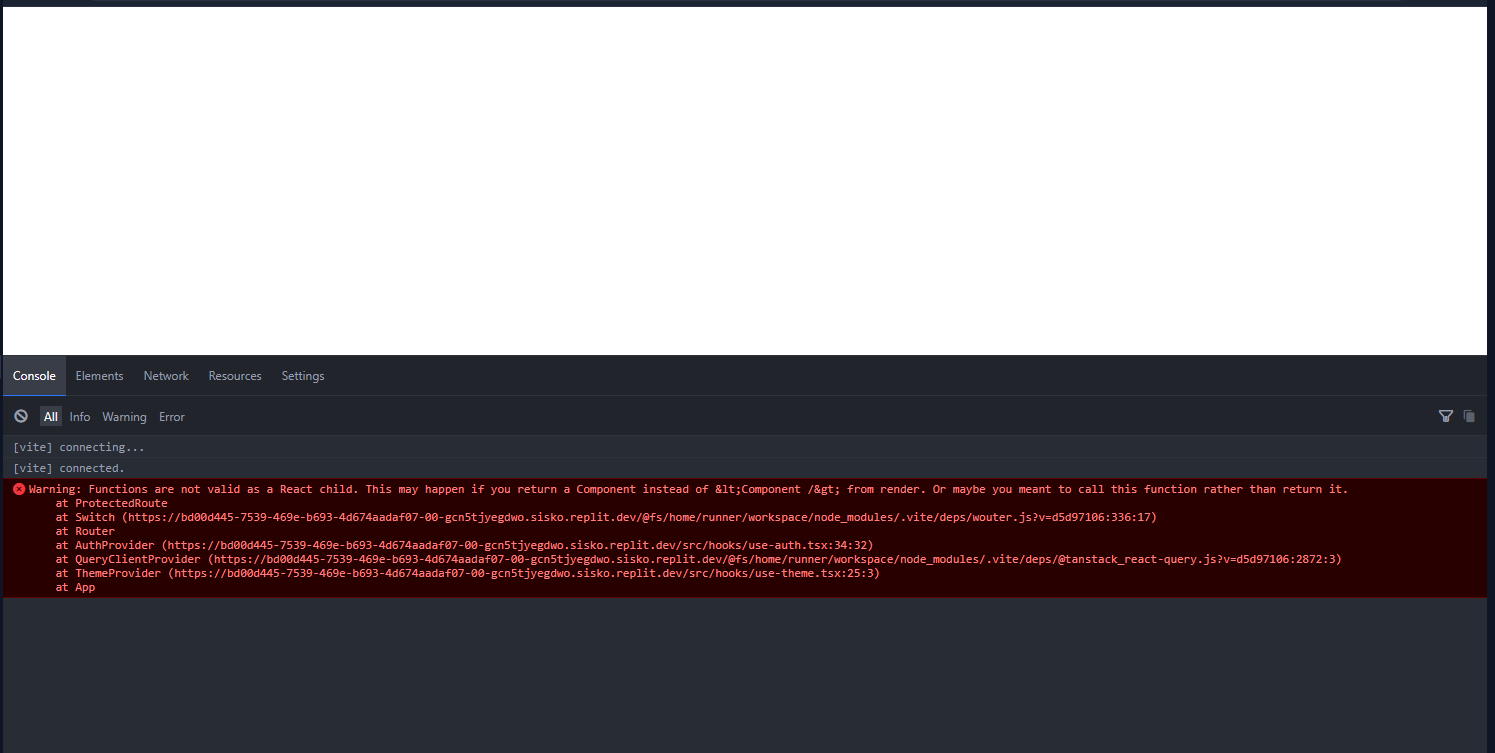 Console Elements Network Resources Settings
All Info Warning Error
[vite] connecting...
[vite] connected.
Warning: Functions are not valid as a React child. This may happen if you return a Component instead of &lt;Component /&gt; from render. Or maybe you meant to call this function rather than return it.
at ProtectedRoute
at Switch (https://bd00d445-7539-469e-b693-4d674aadaf07-00-gcn5tjyegdwo.sisko.replit.dev/@fs/home/runner/workspace/node_modules/.vite/deps/wouter.js?v=d5d97106:336:17)
at Router
at AuthProvider (https://bd00d445-7539-469e-b693-4d674aadaf07-00-gcn5tjyegdwo.sisko.replit.dev/src/hooks/use-auth.tsx:34:32)
at QueryClientProvider (https://bd00d445-7539-469e-b693-4d674aadaf07-00-gcn5tjyegdwo.sisko.replit.dev/@fs/home/runner/workspace/node_modules/.vite/deps/@tanstack_react-query.js?v=d5d97106:2872:3)
at ThemeProvider (https://bd00d445-7539-469e-b693-4d674aadaf07-00-gcn5tjyegdwo.sisko.replit.dev/src/hooks/use-theme.tsx:25:3)
at App